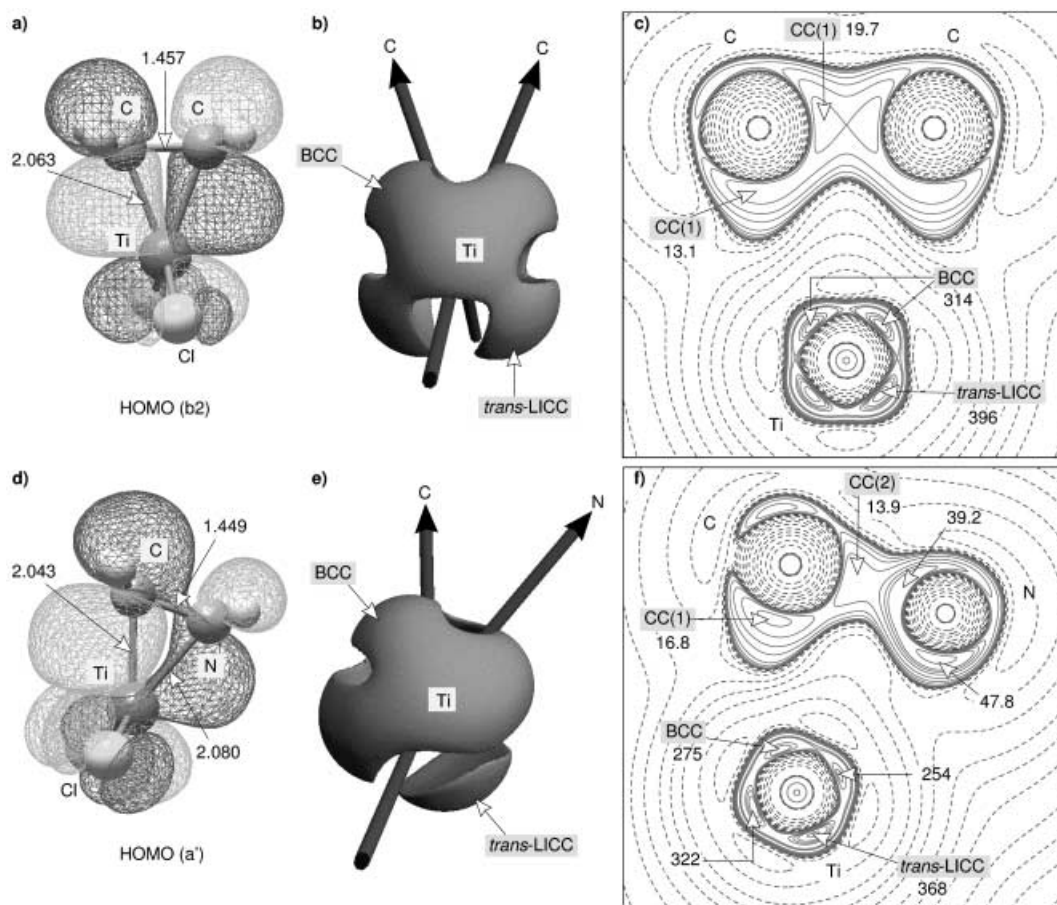 a)
1.457
C
C
2.063
Ti
Cl
HOMO (b2)
b)
C
C
BCC
Ti
trans-LICC
c)
C
CC(1) 19.7
C
CC(1)
13.1
BCC
314
trans-LICC
396
Ti
d)
1.449
C
2.043
Ti
N
2.080
Cl
HOMO (a')
e)
C
N
BCC
Ti
trans-LICC
f)
CC(2)
13.9
39.2
C
N
CC(1)
16.8
47.8
BCC
275
254
322
trans-LICC
368
Ti